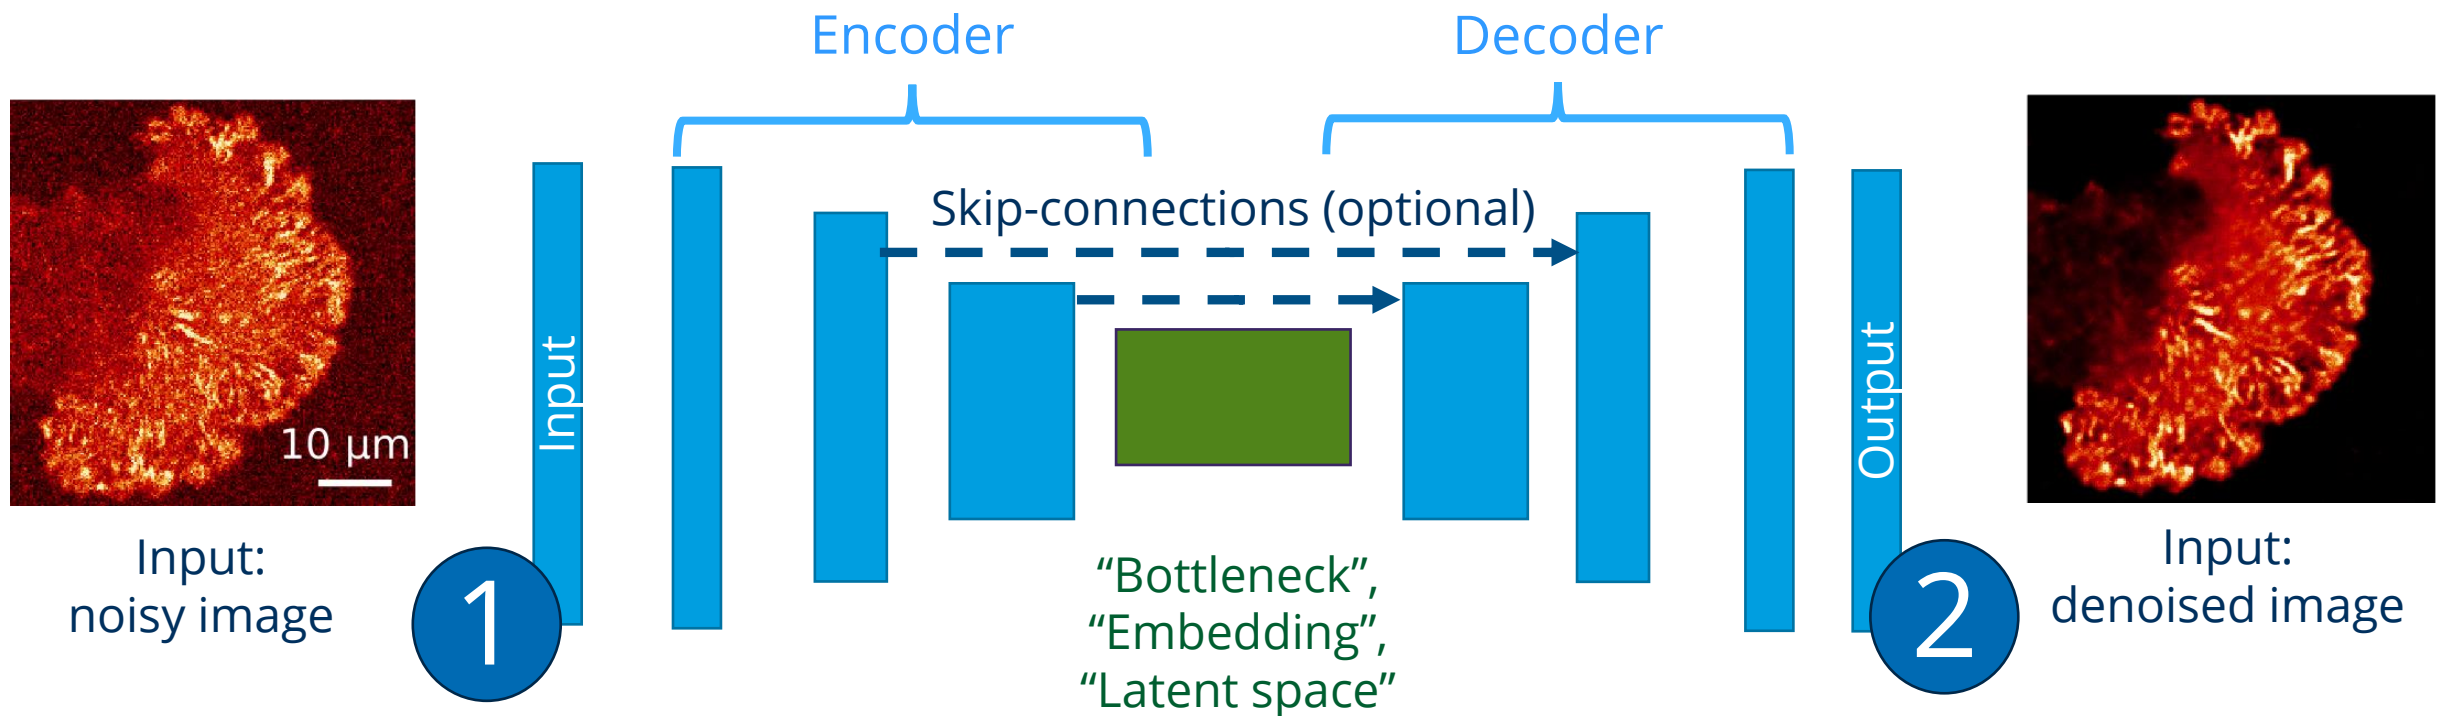 Encoder
Decoder
Skip-connections (optional)
Input
Output
10 μm
Input:
noisy image
1
“Bottleneck”,
“Embedding”,
“Latent space”
2
Input:
denoised image